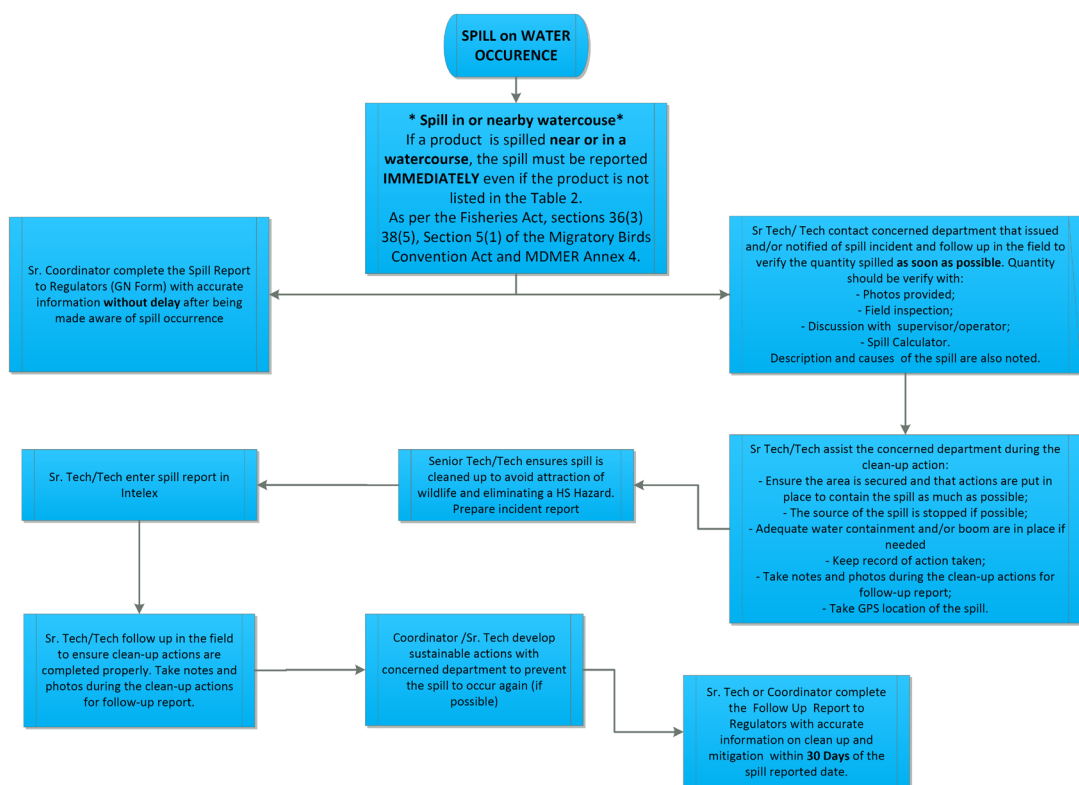 SPILL on WATER
OCCURENCE
* Spill in or nearby watercouse*
If a product is spilled near or in a
watercourse, the spill must be reported
IMMEDIATELY even if the product is not
listed in the Table 2.
As per the Fisheries Act, sections 36(3)
38(5), Section 5(1) of the Migratory Birds
Convention Act and MDMER Annex 4.
Sr. Coordinator complete the Spill Report
to Regulators (GN Form) with accurate
information without delay after being
made aware of spill occurrence
Sr Tech/ Tech contact concerned department that issued
and/or notified of spill incident and follow up in the field to
verify the quantity spilled as soon as possible. Quantity
should be verify with:
- Photos provided;
- Field inspection;
- Discussion with supervisor/operator;
- Spill Calculator.
Description and causes of the spill are also noted.
Sr Tech/Tech assist the concerned department during the
clean-up action:
- Ensure the area is secured and that actions are put in
place to contain the spill as much as possible;
- The source of the spill is stopped if possible;
- Adequate water containment and/or boom are in place if
needed
- Keep record of action taken;
- Take notes and photos during the clean-up actions for
follow-up report;
- Take GPS location of the spill.
Senior Tech/Tech ensures spill is
cleaned up to avoid attraction of
wildlife and eliminating a HS Hazard.
Prepare incident report
Sr. Tech/Tech enter spill report in
Intelex
Sr. Tech/Tech follow up in the field
to ensure clean-up actions are
completed properly. Take notes and
photos during the clean-up actions
for follow-up report.
Coordinator /Sr. Tech develop
sustainable actions with
concerned department to prevent
the spill to occur again (if
possible)
Sr. Tech or Coordinator complete
the Follow Up Report to
Regulators with accurate
information on clean up and
mitigation within 30 Days of the
spill reported date.